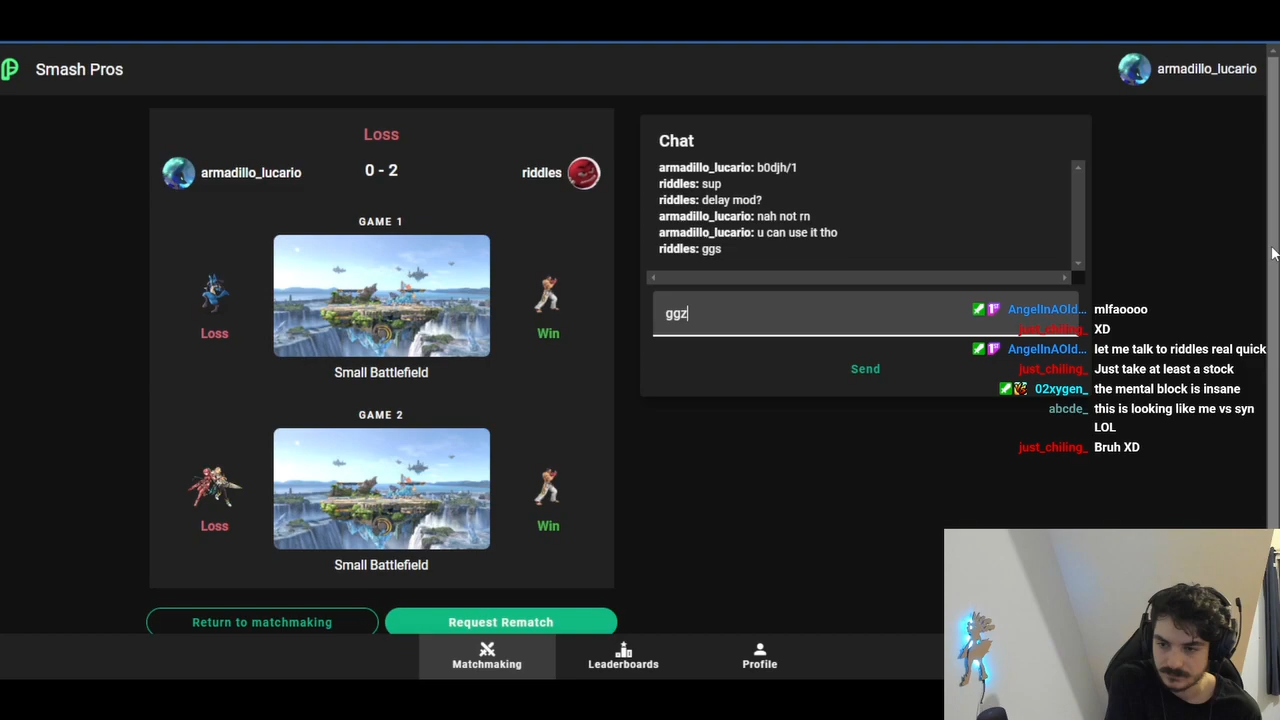 Smash Pros
armadillo_lucario
Loss
armadillo_lucario
0 - 2
riddles
GAME 1
Loss
Win
Small Battlefield
GAME 2
Loss
Win
Small Battlefield
Return to matchmaking
Request Rematch
Chat
armadillo_lucario: b0djh/1
riddles: sup
riddles: delay mod?
armadillo_lucario: nah not rn
armadillo_lucario: u can use it tho
riddles: ggs
ggz
Send
AngelInAOld... mlfaoooo
just_chiling_ XD
AngelInAOld... let me talk to riddles real quick
just_chiling_ Just take at least a stock
02xygen_ the mental block is insane
abcde_ this is looking like me vs syn
LOL
just_chiling_ Bruh XD
Matchmaking
Leaderboards
Profile